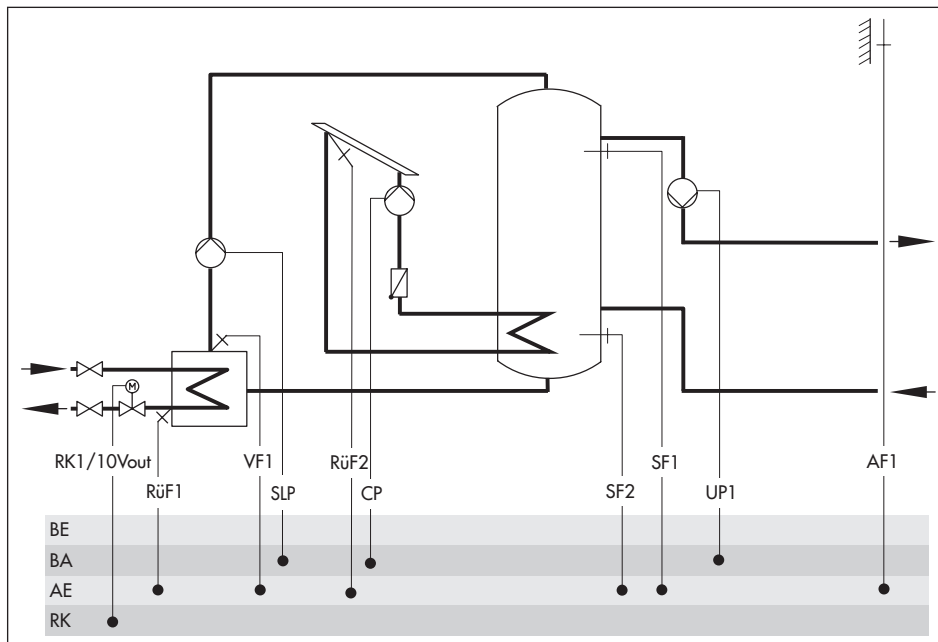 M
RK1/10Vout
VF1
RüF2
SF1
AF1
RüF1
SLP
CP
SF2
UP1
BE
BA
AE
RK